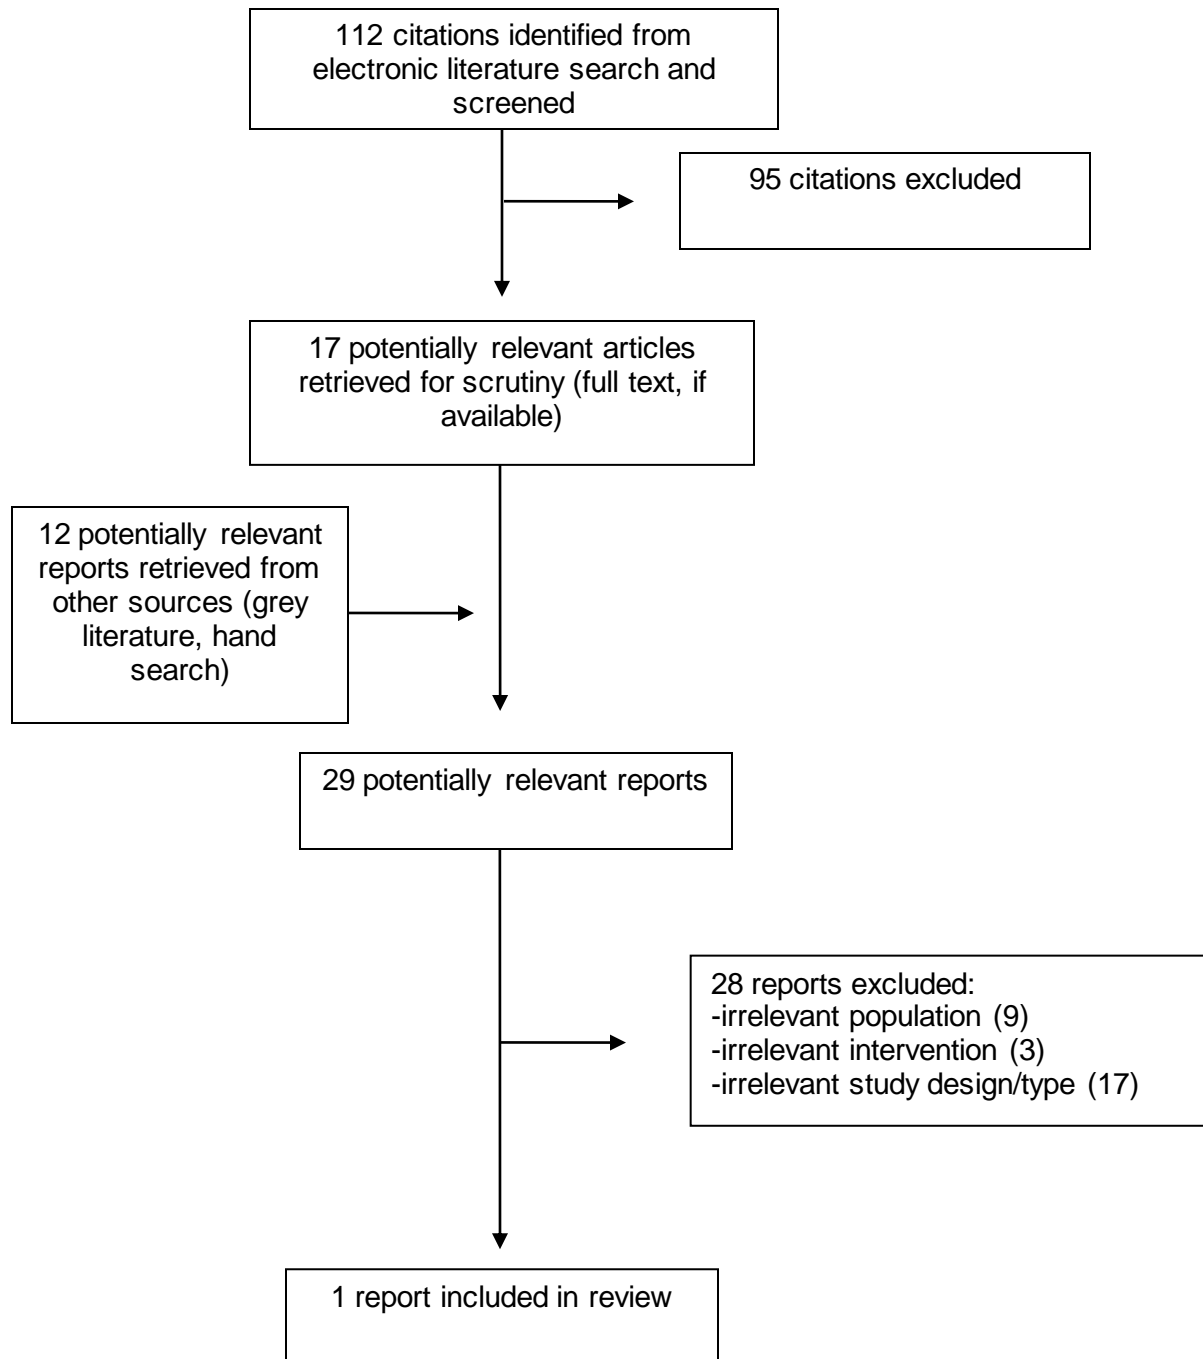 112 citations identified from
electronic literature search and
screened
95 citations excluded
17 potentially relevant articles
retrieved for scrutiny (full text, if
available)
12 potentially relevant
reports retrieved from
other sources (grey
literature, hand
search)
29 potentially relevant reports
28 reports excluded:
-irrelevant population (9)
-irrelevant intervention (3)
-irrelevant study design/type (17)
1 report included in review